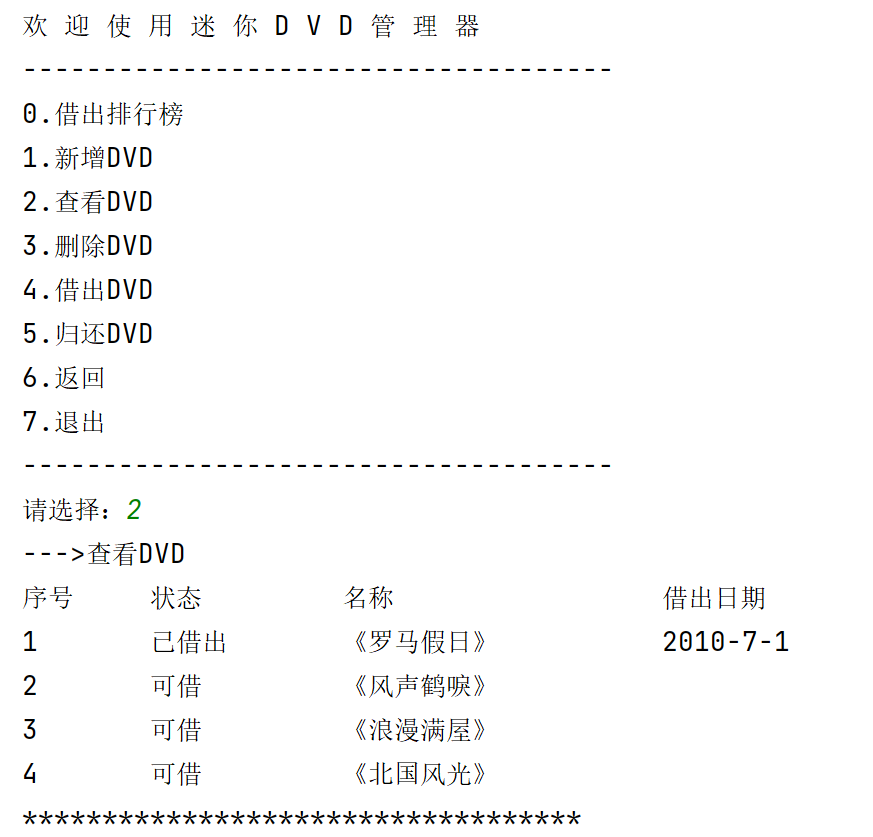 欢 迎 使 用 迷 你 D V D 管 理 器
-------------------------------------
0.借出排行榜
1.新增DVD
2.查看DVD
3.删除DVD
4.借出DVD
5.归还DVD
6.返回
7.退出
-------------------------------------
请选择：2
--->查看DVD
序号 状态 名称 借出日期
1 已借出 《罗马假日》 2010-7-1
2 可借 《风声鹤唳》
3 可借 《浪漫满屋》
4 可借 《北国风光》
***********************************